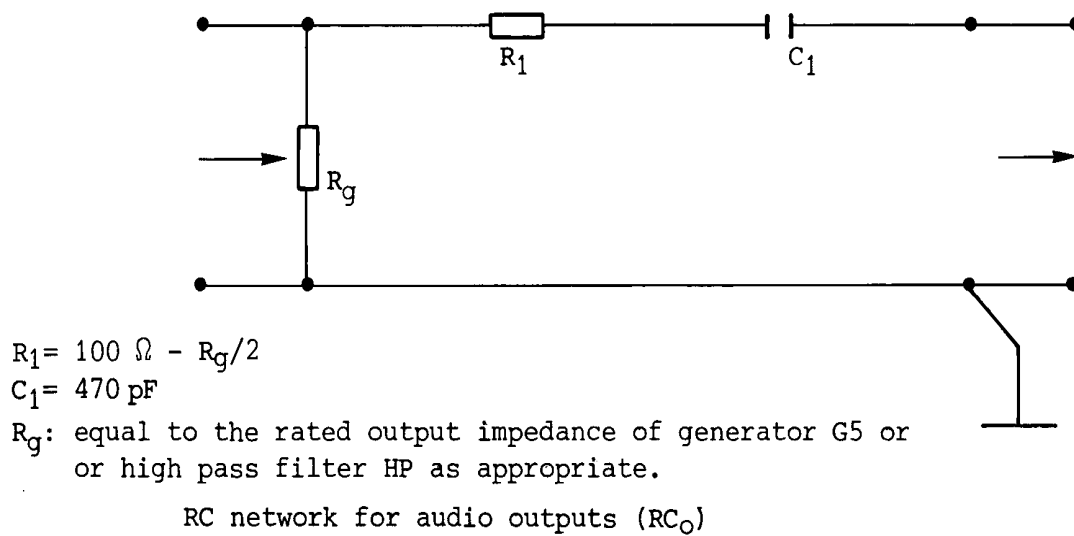 R1
C1
Rg
R1= 100 Ω - Rg/2
C1= 470 pF
Rg: equal to the rated output impedance of generator G5 or
or high pass filter HP as appropriate.
RC network for audio outputs (RCo)